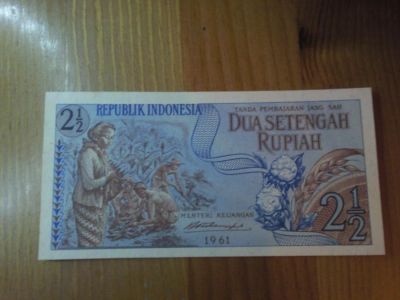 2½
REPUBLIK INDONESIA
TANDA PEMBAJARAN JANG SAH
DUA SETENGAH
RUPIAH
MENTERI KEUANGAN
1961
2½